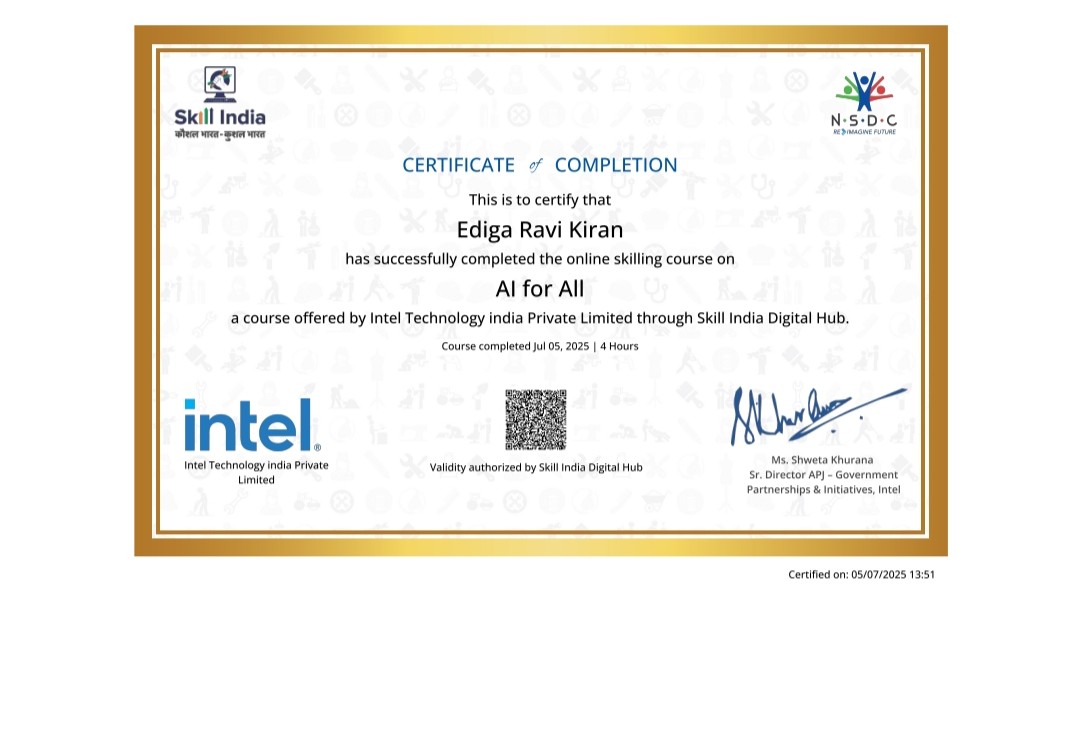 Skill India
कौशल भारत-कुशल भारत
N·S·D·C
RE IMAGINE FUTURE
CERTIFICATE of COMPLETION
This is to certify that
Ediga Ravi Kiran
has successfully completed the online skilling course on
AI for All
a course offered by Intel Technology india Private Limited through Skill India Digital Hub.
Course completed Jul 05, 2025 | 4 Hours
intel®
Intel Technology india Private
Limited
Validity authorized by Skill India Digital Hub
Ms. Shweta Khurana
Sr. Director APJ – Government
Partnerships & Initiatives, Intel
Certified on: 05/07/2025 13:51